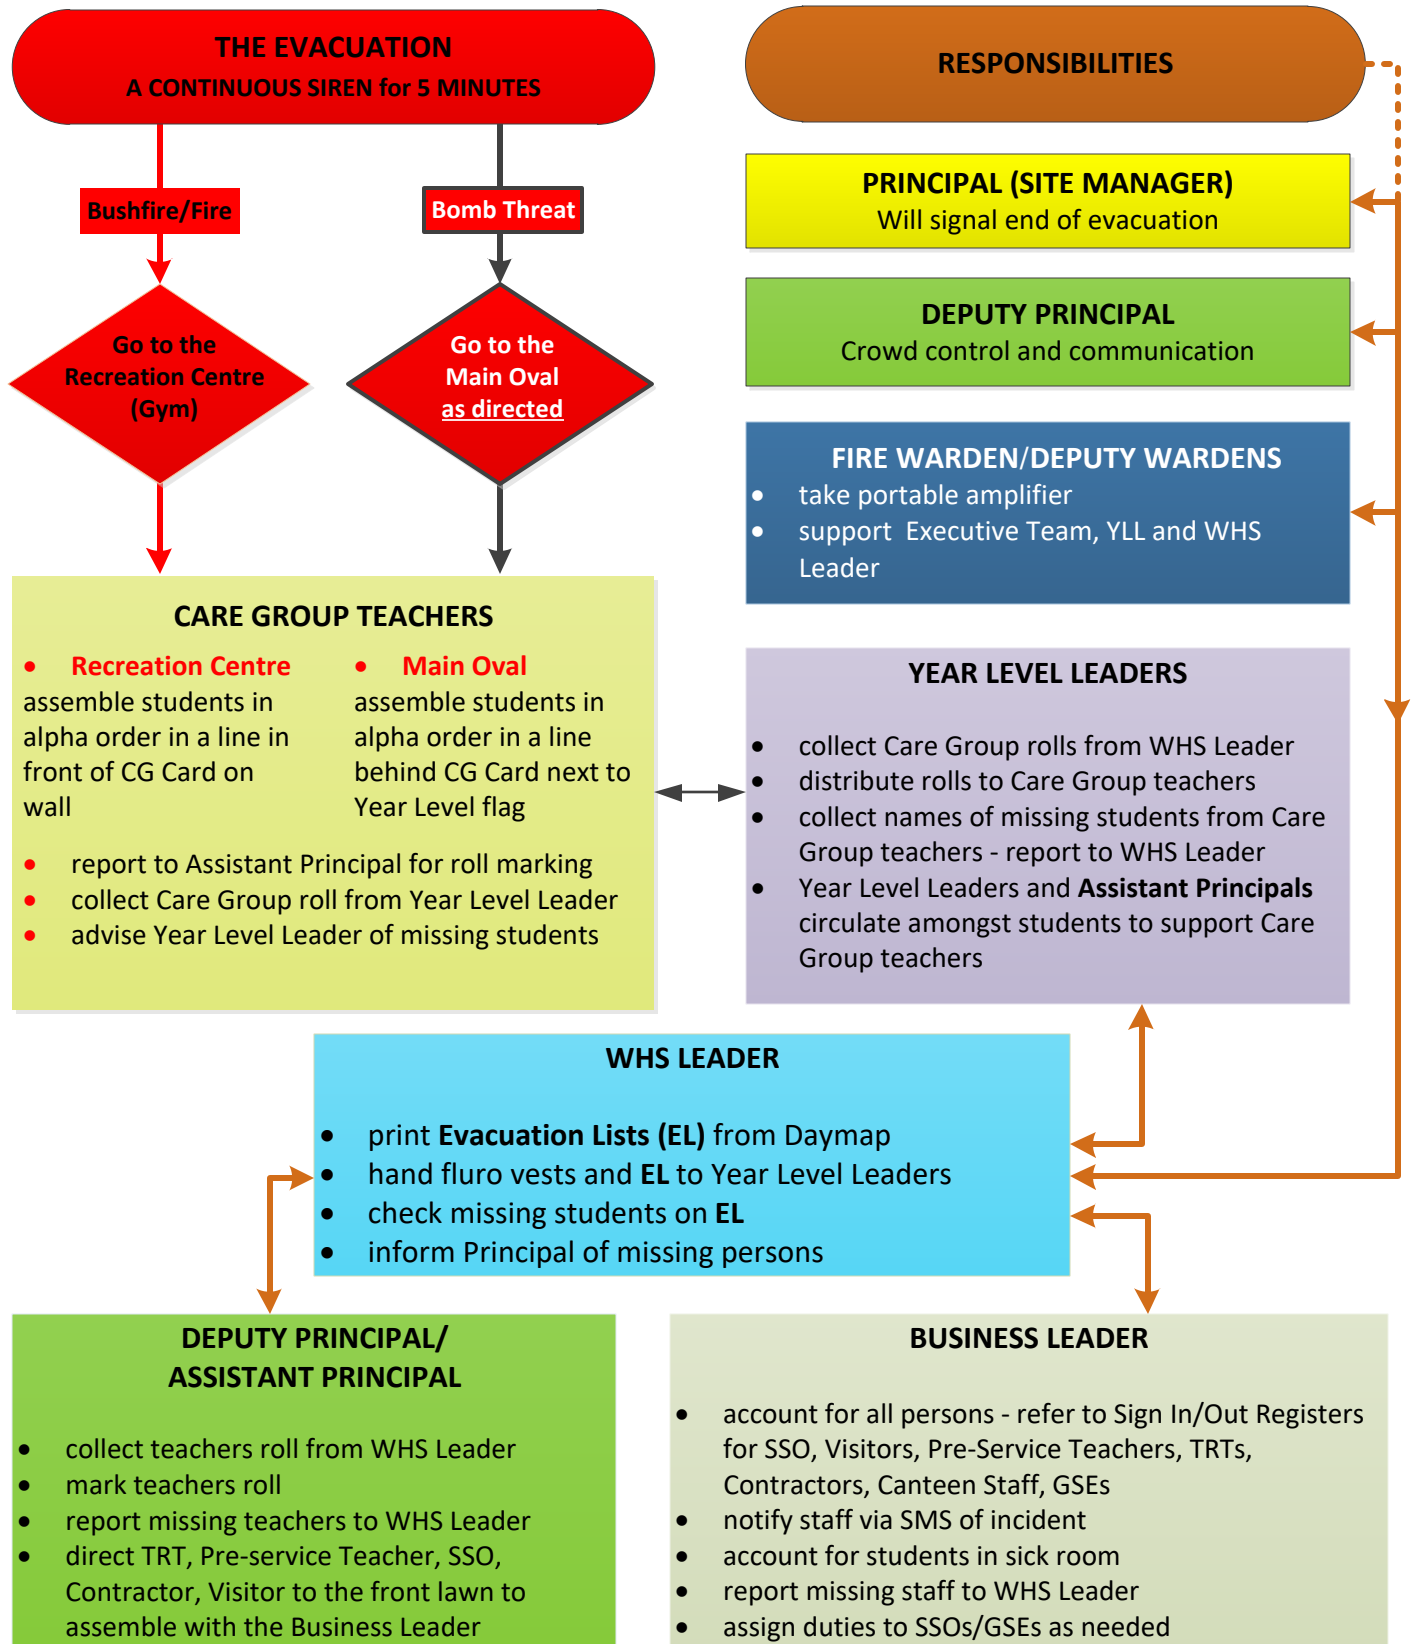 THE EVACUATION
A CONTINUOUS SIREN for 5 MINUTES
Bushfire/Fire
Bomb Threat
Go to the
Recreation Centre
(Gym)
Go to the
Main Oval
as directed
CARE GROUP TEACHERS
• Recreation Centre
assemble students in
alpha order in a line in
front of CG Card on
wall
• Main Oval
assemble students in
alpha order in a line
behind CG Card next to
Year Level flag
• report to Assistant Principal for roll marking
• collect Care Group roll from Year Level Leader
• advise Year Level Leader of missing students
RESPONSIBILITIES
PRINCIPAL (SITE MANAGER)
Will signal end of evacuation
DEPUTY PRINCIPAL
Crowd control and communication
FIRE WARDEN/DEPUTY WARDENS
• take portable amplifier
• support Executive Team, YLL and WHS
Leader
YEAR LEVEL LEADERS
• collect Care Group rolls from WHS Leader
• distribute rolls to Care Group teachers
• collect names of missing students from Care
Group teachers - report to WHS Leader
• Year Level Leaders and Assistant Principals
circulate amongst students to support Care
Group teachers
WHS LEADER
• print Evacuation Lists (EL) from Daymap
• hand fluro vests and EL to Year Level Leaders
• check missing students on EL
• inform Principal of missing persons
DEPUTY PRINCIPAL/
ASSISTANT PRINCIPAL
• collect teachers roll from WHS Leader
• mark teachers roll
• report missing teachers to WHS Leader
• direct TRT, Pre-service Teacher, SSO,
Contractor, Visitor to the front lawn to
assemble with the Business Leader
BUSINESS LEADER
• account for all persons - refer to Sign In/Out Registers
for SSO, Visitors, Pre-Service Teachers, TRTs,
Contractors, Canteen Staff, GSEs
• notify staff via SMS of incident
• account for students in sick room
• report missing staff to WHS Leader
• assign duties to SSOs/GSEs as needed